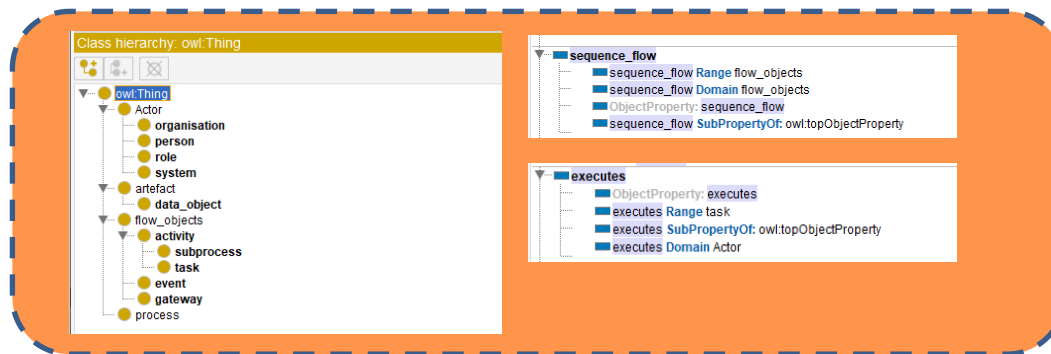 Class hierarchy: owl:Thing
owl:Thing
Actor
organisation
person
role
system
artefact
data_object
flow_objects
activity
subprocess
task
event
gateway
process
sequence_flow
sequence_flow Range flow_objects
sequence_flow Domain flow_objects
ObjectProperty: sequence_flow
sequence_flow SubPropertyOf: owl:topObjectProperty
executes
ObjectProperty: executes
executes Range task
executes SubPropertyOf: owl:topObjectProperty
executes Domain Actor